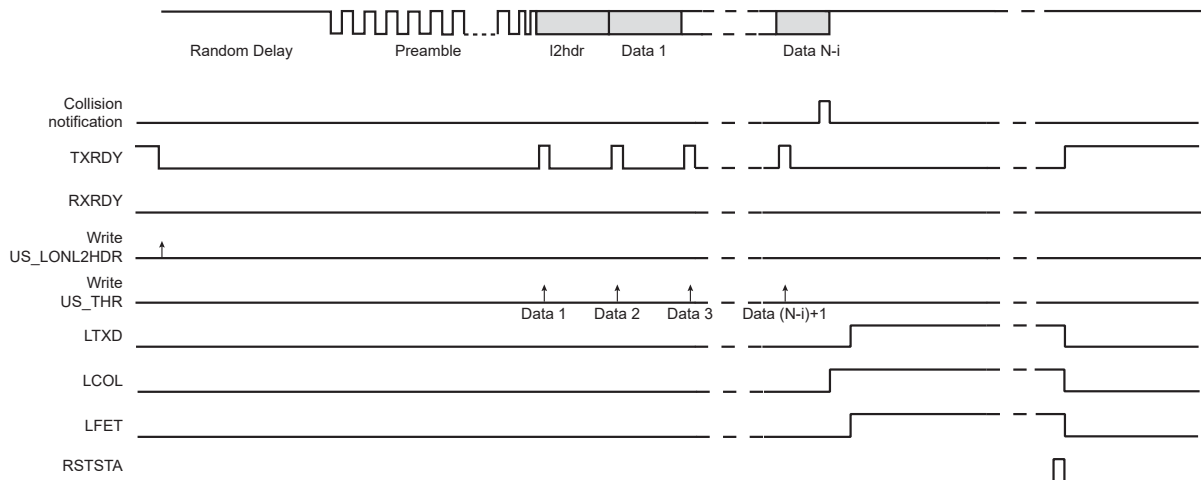 Random Delay Preamble l2hdr Data 1 Data N-i
Collision
notification
TXRDY
RXRDY
Write
US_LONL2HDR
Write
US_THR
Data 1 Data 2 Data 3 Data (N-i)+1
LTXD
LCOL
LFET
RSTSTA